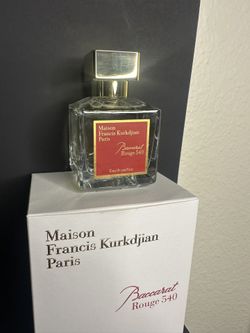 Maison
Francis Kurkdjian
Paris
Baccarat
Rouge 540
Eau de parfum
Maison
Francis Kurkdjian
Paris
Baccarat
Rouge 540